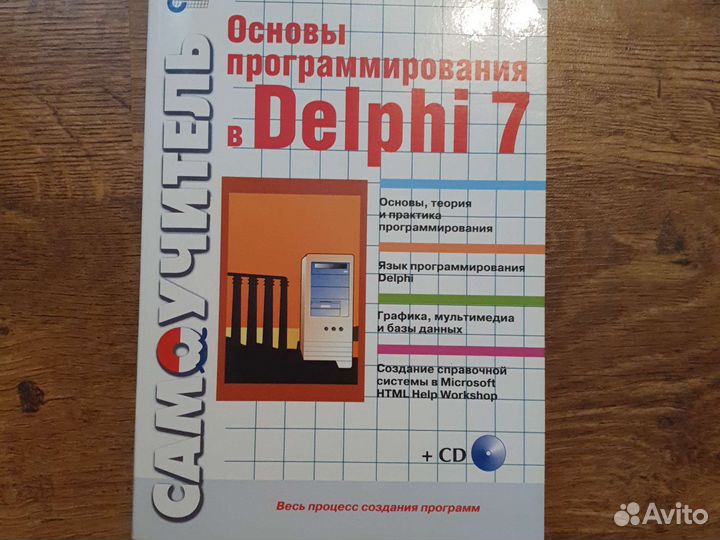 САМОУЧИТЕЛЬ
Основы
программирования
в Delphi 7
Основы, теория
и практика
программирования
Язык программирования
Delphi
Графика, мультимедиа
и базы данных
Создание справочной
системы в Microsoft
HTML Help Workshop
+ CD
Весь процесс создания программ
Avito